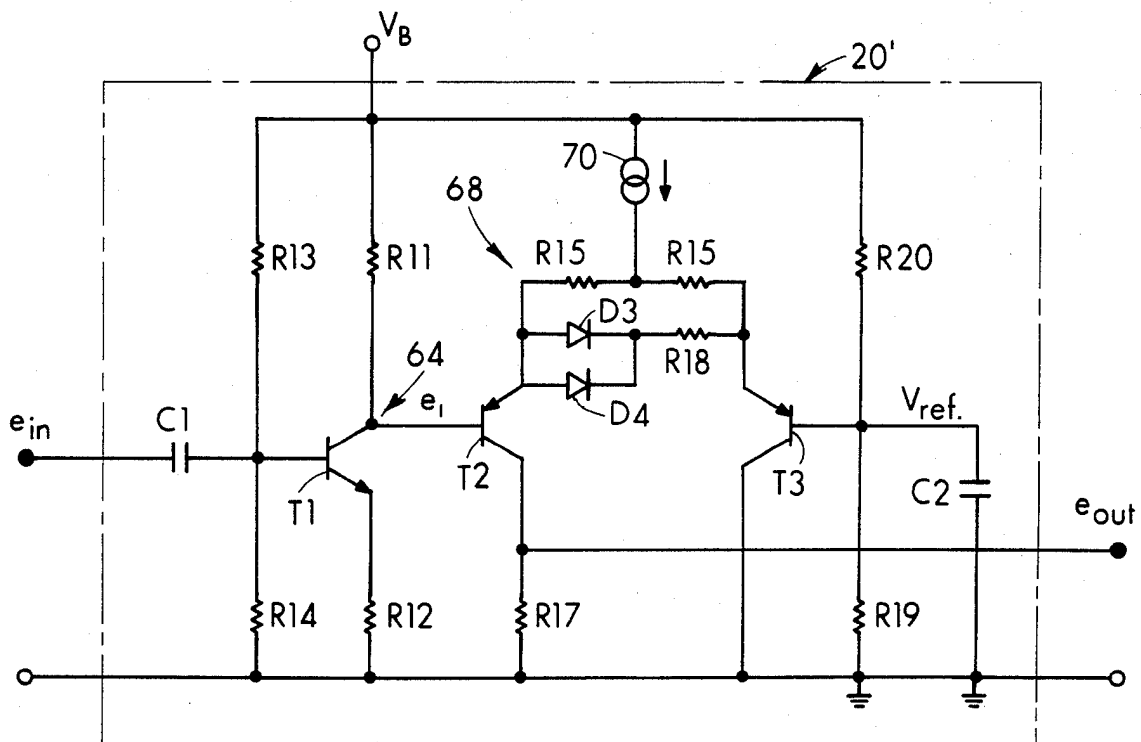 V_B
20'
70
68
R13
R11
R15
R15
R20
D3
R18
64
e_1
D4
V_ref.
e_in
C1
T1
T2
T3
C2
e_out
R14
R12
R17
R19